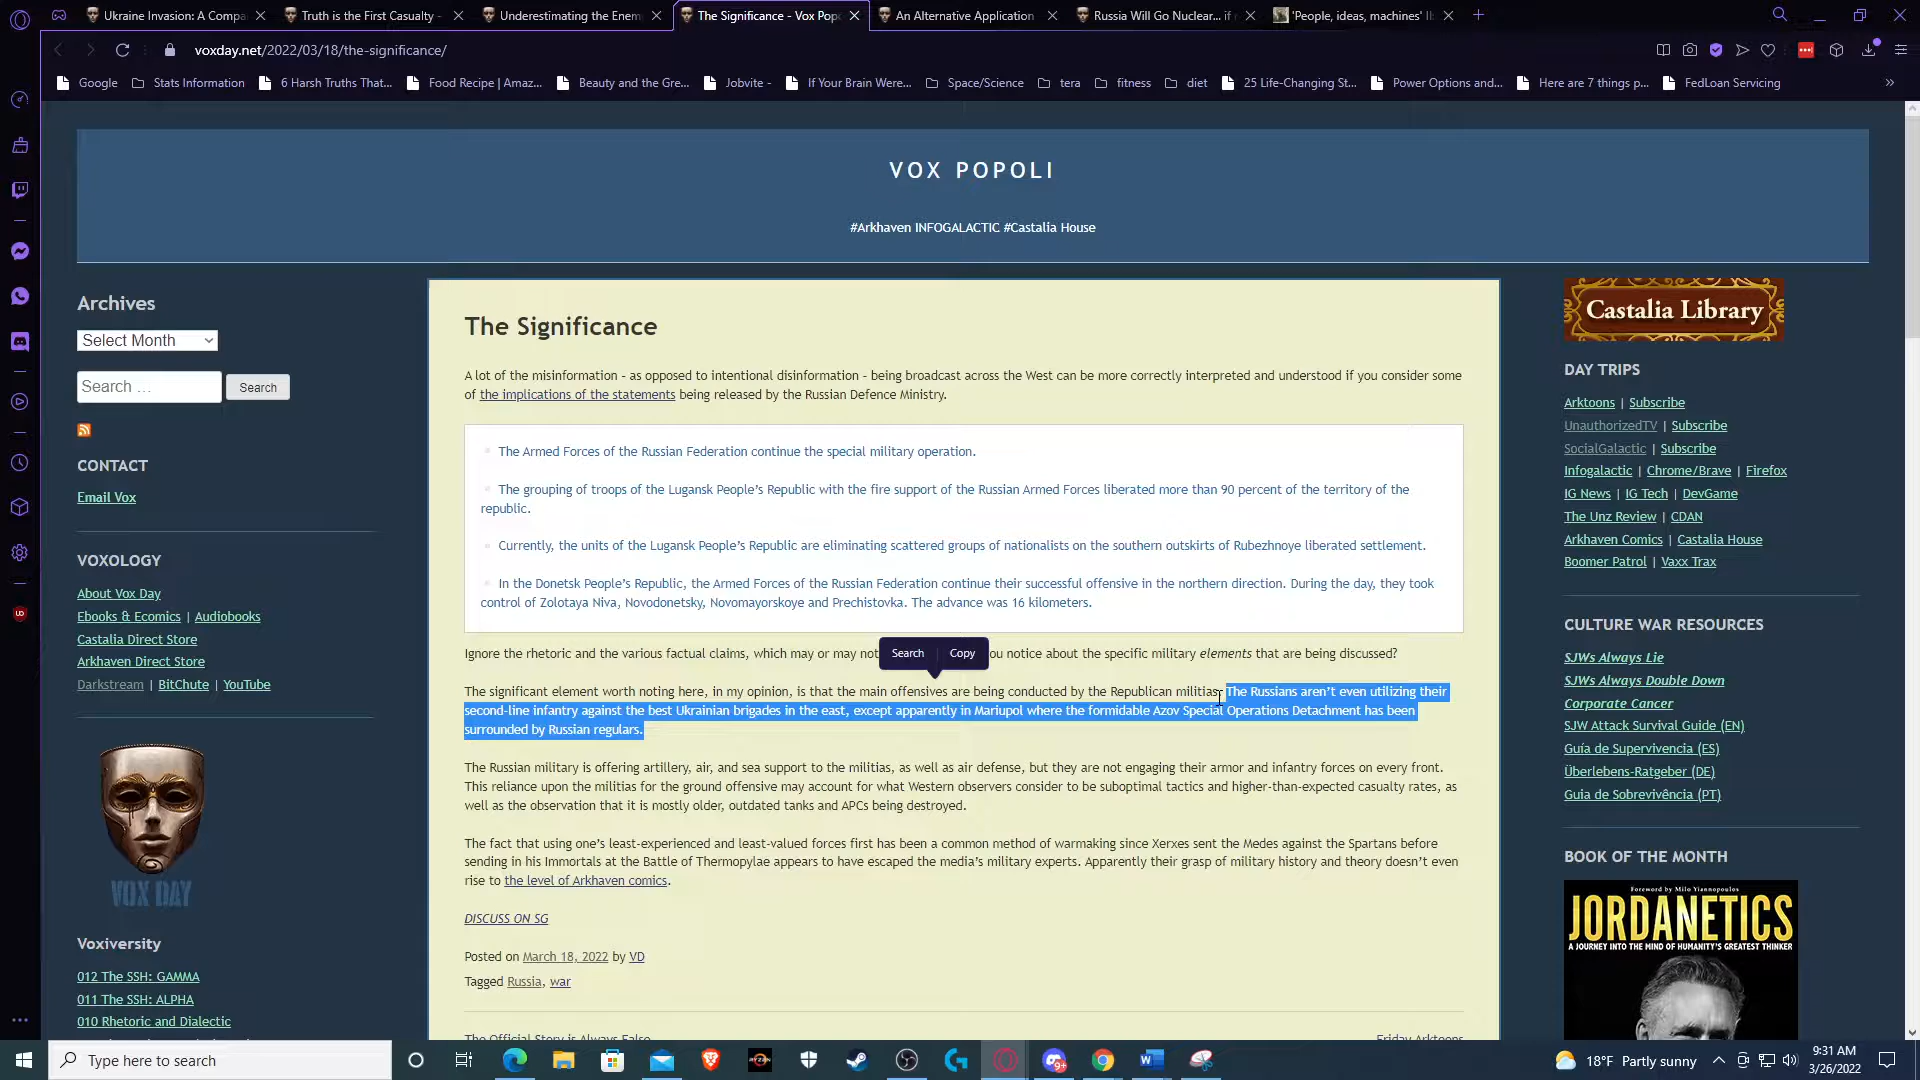 Ukraine Invasion: A Compa
Truth is the First Casualty -
Underestimating the Enem
The Significance - Vox Pop
An Alternative Application
Russia Will Go Nuclear... if
'People, ideas, machines' II
voxday.net/2022/03/18/the-significance/
Google
Stats Information
6 Harsh Truths That...
Food Recipe | Amaz...
Beauty and the Gre...
Jobvite -
If Your Brain Were...
Space/Science
tera
fitness
diet
25 Life-Changing St...
Power Options and...
Here are 7 things p...
FedLoan Servicing
VOX POPOLI
#Arkhaven INFOGALACTIC #Castalia House
Archives
Select Month
Search …
Search
CONTACT
Email Vox
VOXOLOGY
About Vox Day
Ebooks & Ecomics | Audiobooks
Castalia Direct Store
Arkhaven Direct Store
Darkstream | BitChute | YouTube
VOX DAY
Voxiversity
012 The SSH: GAMMA
011 The SSH: ALPHA
010 Rhetoric and Dialectic
The Significance
A lot of the misinformation – as opposed to intentional disinformation – being broadcast across the West can be more correctly interpreted and understood if you consider some
of the implications of the statements being released by the Russian Defence Ministry.
The Armed Forces of the Russian Federation continue the special military operation.
The grouping of troops of the Lugansk People's Republic with the fire support of the Russian Armed Forces liberated more than 90 percent of the territory of the
republic.
Currently, the units of the Lugansk People's Republic are eliminating scattered groups of nationalists on the southern outskirts of Rubezhnoye liberated settlement.
In the Donetsk People's Republic, the Armed Forces of the Russian Federation continue their successful offensive in the northern direction. During the day, they took
control of Zolotaya Niva, Novodonetsky, Novomayorskoye and Prechistovka. The advance was 16 kilometers.
Search
Copy
Ignore the rhetoric and the various factual claims, which may or may not ou notice about the specific military elements that are being discussed?
The significant element worth noting here, in my opinion, is that the main offensives are being conducted by the Republican militias. The Russians aren't even utilizing their
second-line infantry against the best Ukrainian brigades in the east, except apparently in Mariupol where the formidable Azov Special Operations Detachment has been
surrounded by Russian regulars.
The Russian military is offering artillery, air, and sea support to the militias, as well as air defense, but they are not engaging their armor and infantry forces on every front.
This reliance upon the militias for the ground offensive may account for what Western observers consider to be suboptimal tactics and higher-than-expected casualty rates, as
well as the observation that it is mostly older, outdated tanks and APCs being destroyed.
The fact that using one's least-experienced and least-valued forces first has been a common method of warmaking since Xerxes sent the Medes against the Spartans before
sending in his Immortals at the Battle of Thermopylae appears to have escaped the media's military experts. Apparently their grasp of military history and theory doesn't even
rise to the level of Arkhaven comics.
DISCUSS ON SG
Posted on March 18, 2022 by VD
Tagged Russia, war
The Official Story is Always False
Friday Arktoons
Castalia Library
DAY TRIPS
Arktoons | Subscribe
UnauthorizedTV | Subscribe
SocialGalactic | Subscribe
Infogalactic | Chrome/Brave | Firefox
IG News | IG Tech | DevGame
The Unz Review | CDAN
Arkhaven Comics | Castalia House
Boomer Patrol | Vaxx Trax
CULTURE WAR RESOURCES
SJWs Always Lie
SJWs Always Double Down
Corporate Cancer
SJW Attack Survival Guide (EN)
Guía de Supervivencia (ES)
Überlebens-Ratgeber (DE)
Guia de Sobrevivência (PT)
BOOK OF THE MONTH
Foreword by Milo Yiannopoulos
JORDANETICS
A JOURNEY INTO THE MIND OF HUMANITY'S GREATEST THINKER
Type here to search
RYZEN
9+
18°F Partly sunny
9:31 AM
3/26/2022